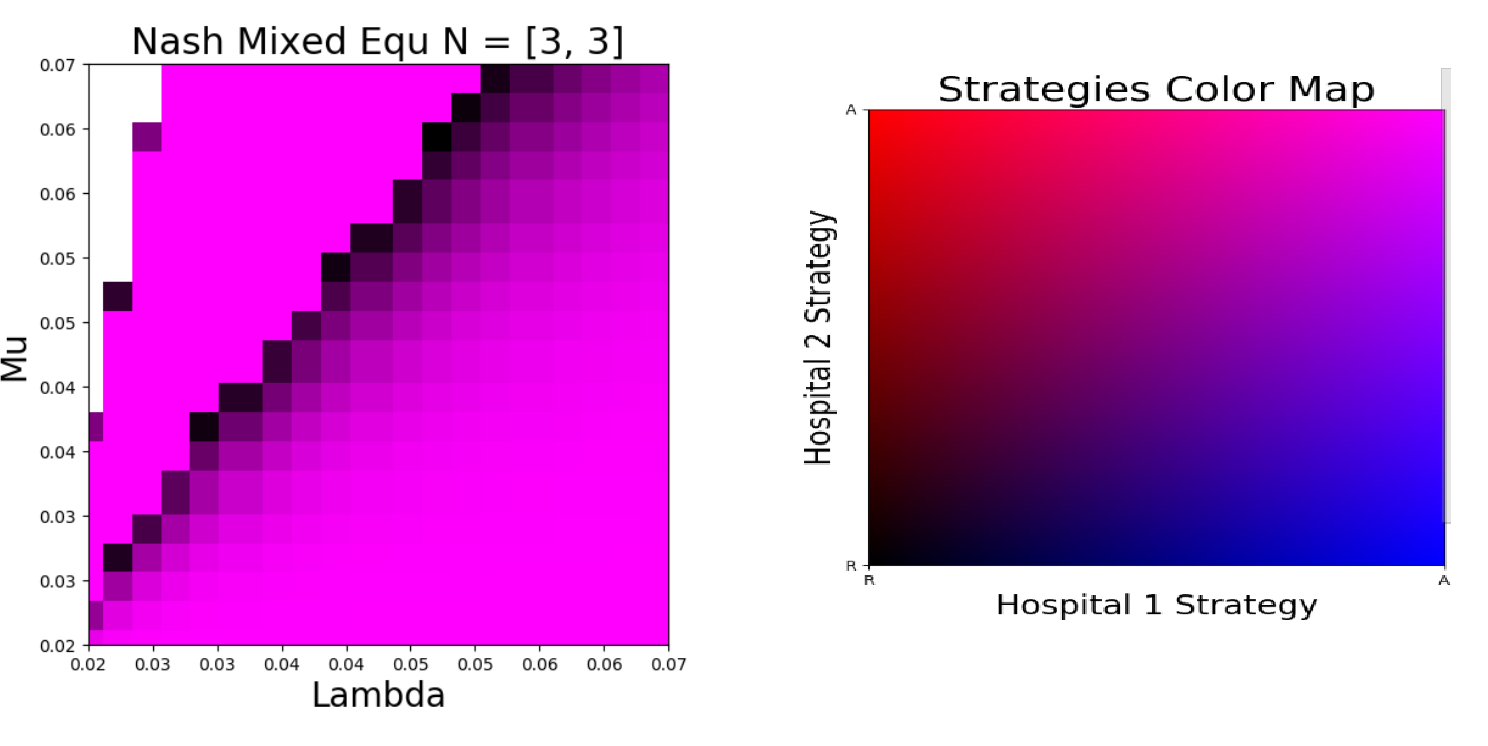 Nash Mixed Equ N = [3, 3]
0.07
0.06
0.06
0.05
0.05
0.04
0.04
0.03
0.03
0.02
Mu
0.02 0.03 0.03 0.04 0.04 0.05 0.05 0.06 0.06 0.07
Lambda
Strategies Color Map
A
Hospital 2 Strategy
R
R A
Hospital 1 Strategy